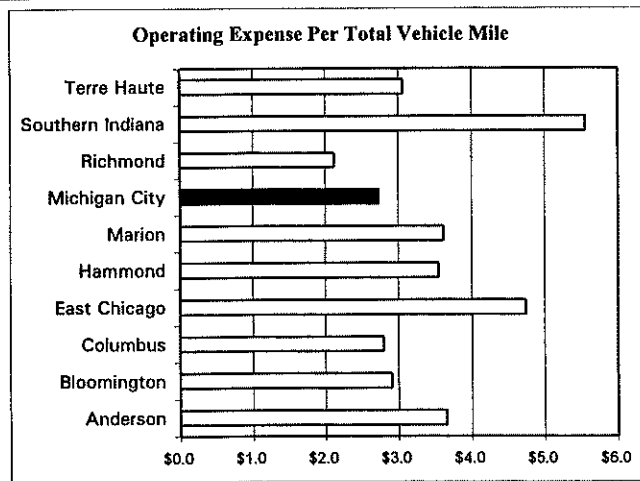 Operating Expense Per Total Vehicle Mile
Terre Haute
Southern Indiana
Richmond
Michigan City
Marion
Hammond
East Chicago
Columbus
Bloomington
Anderson
$0.0 $1.0 $2.0 $3.0 $4.0 $5.0 $6.0